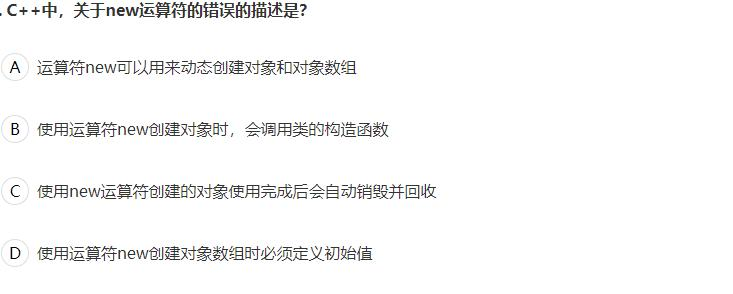 . C++中，关于new运算符的错误的描述是？
A 运算符new可以用来动态创建对象和对象数组
B 使用运算符new创建对象时，会调用类的构造函数
C 使用new运算符创建的对象使用完成后会自动销毁并回收
D 使用运算符new创建对象数组时必须定义初始值